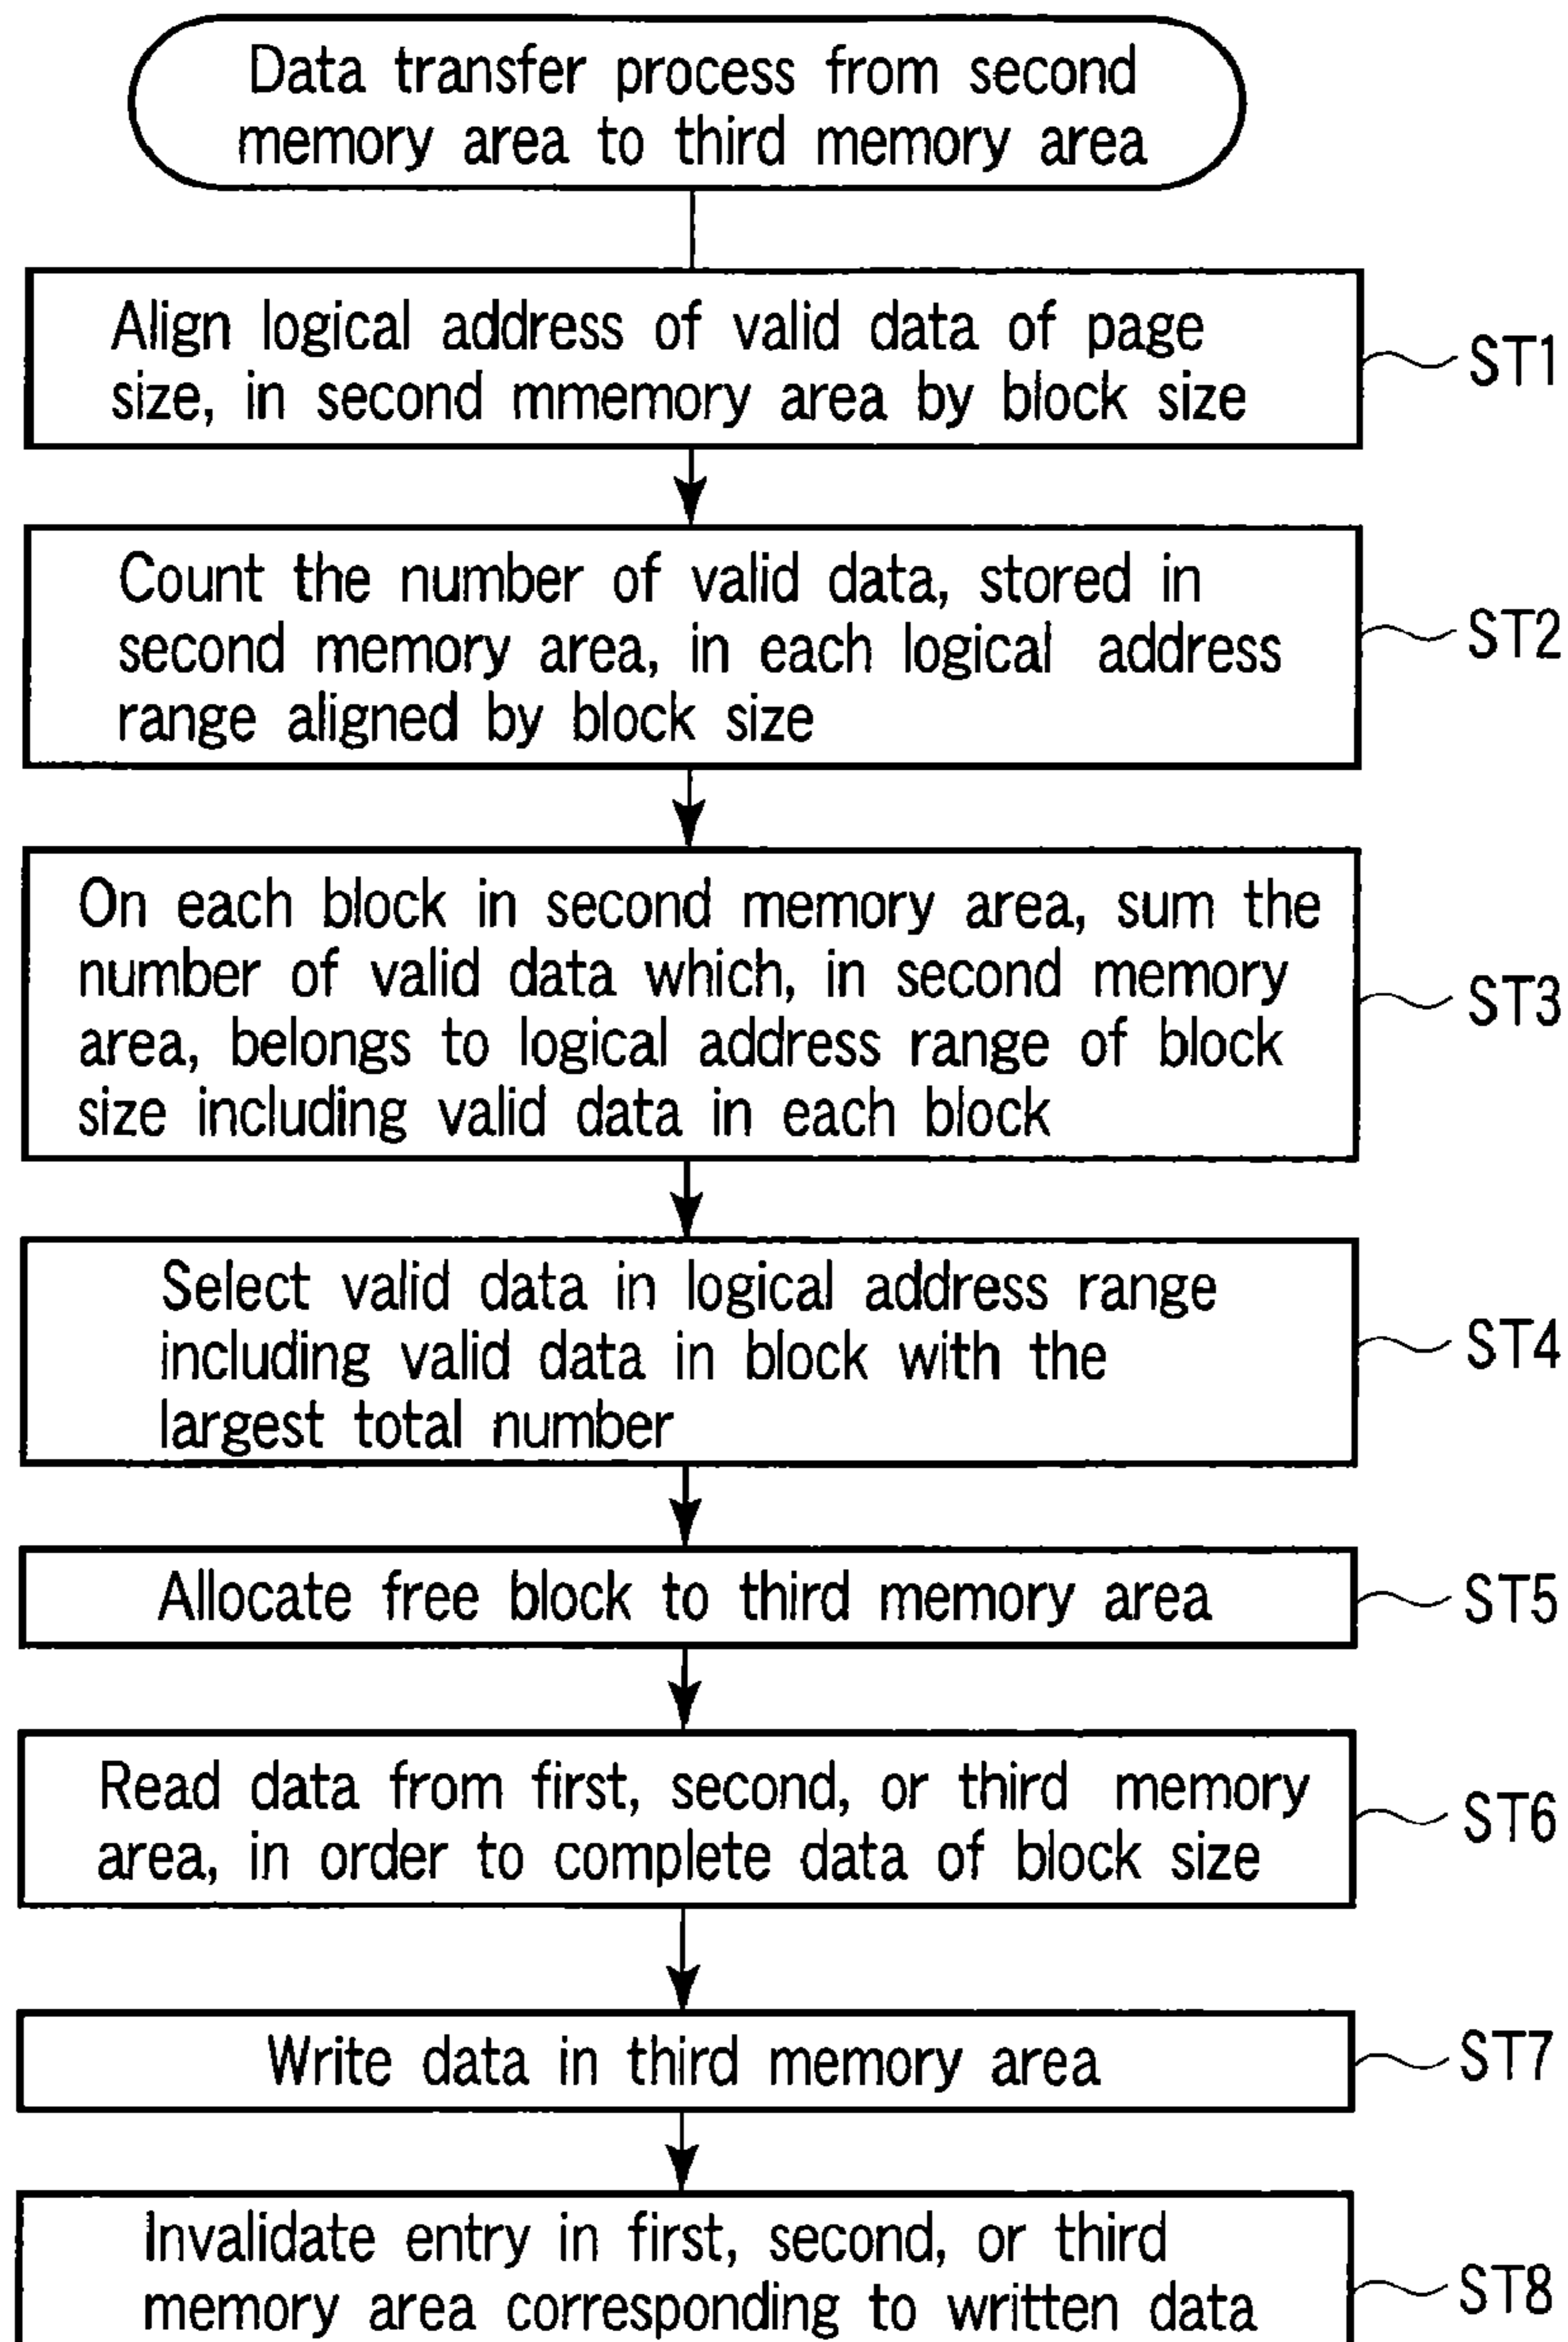 Data transfer process from second
memory area to third memory area
Align logical address of valid data of page
size, in second mmemory area by block size
ST1
Count the number of valid data, stored in
second memory area, in each logical address
range aligned by block size
ST2
On each block in second memory area, sum the
number of valid data which, in second memory
area, belongs to logical address range of block
size including valid data in each block
ST3
Select valid data in logical address range
including valid data in block with the
largest total number
ST4
Allocate free block to third memory area
ST5
Read data from first, second, or third memory
area, in order to complete data of block size
ST6
Write data in third memory area
ST7
Invalidate entry in first, second, or third
memory area corresponding to written data
ST8